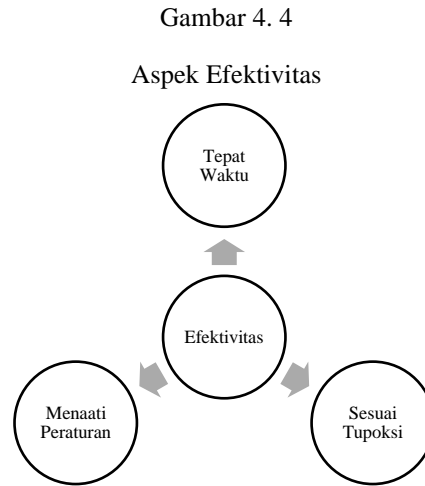 Gambar 4. 4
Aspek Efektivitas
Tepat
Waktu
Efektivitas
Menaati
Peraturan
Sesuai
Tupoksi